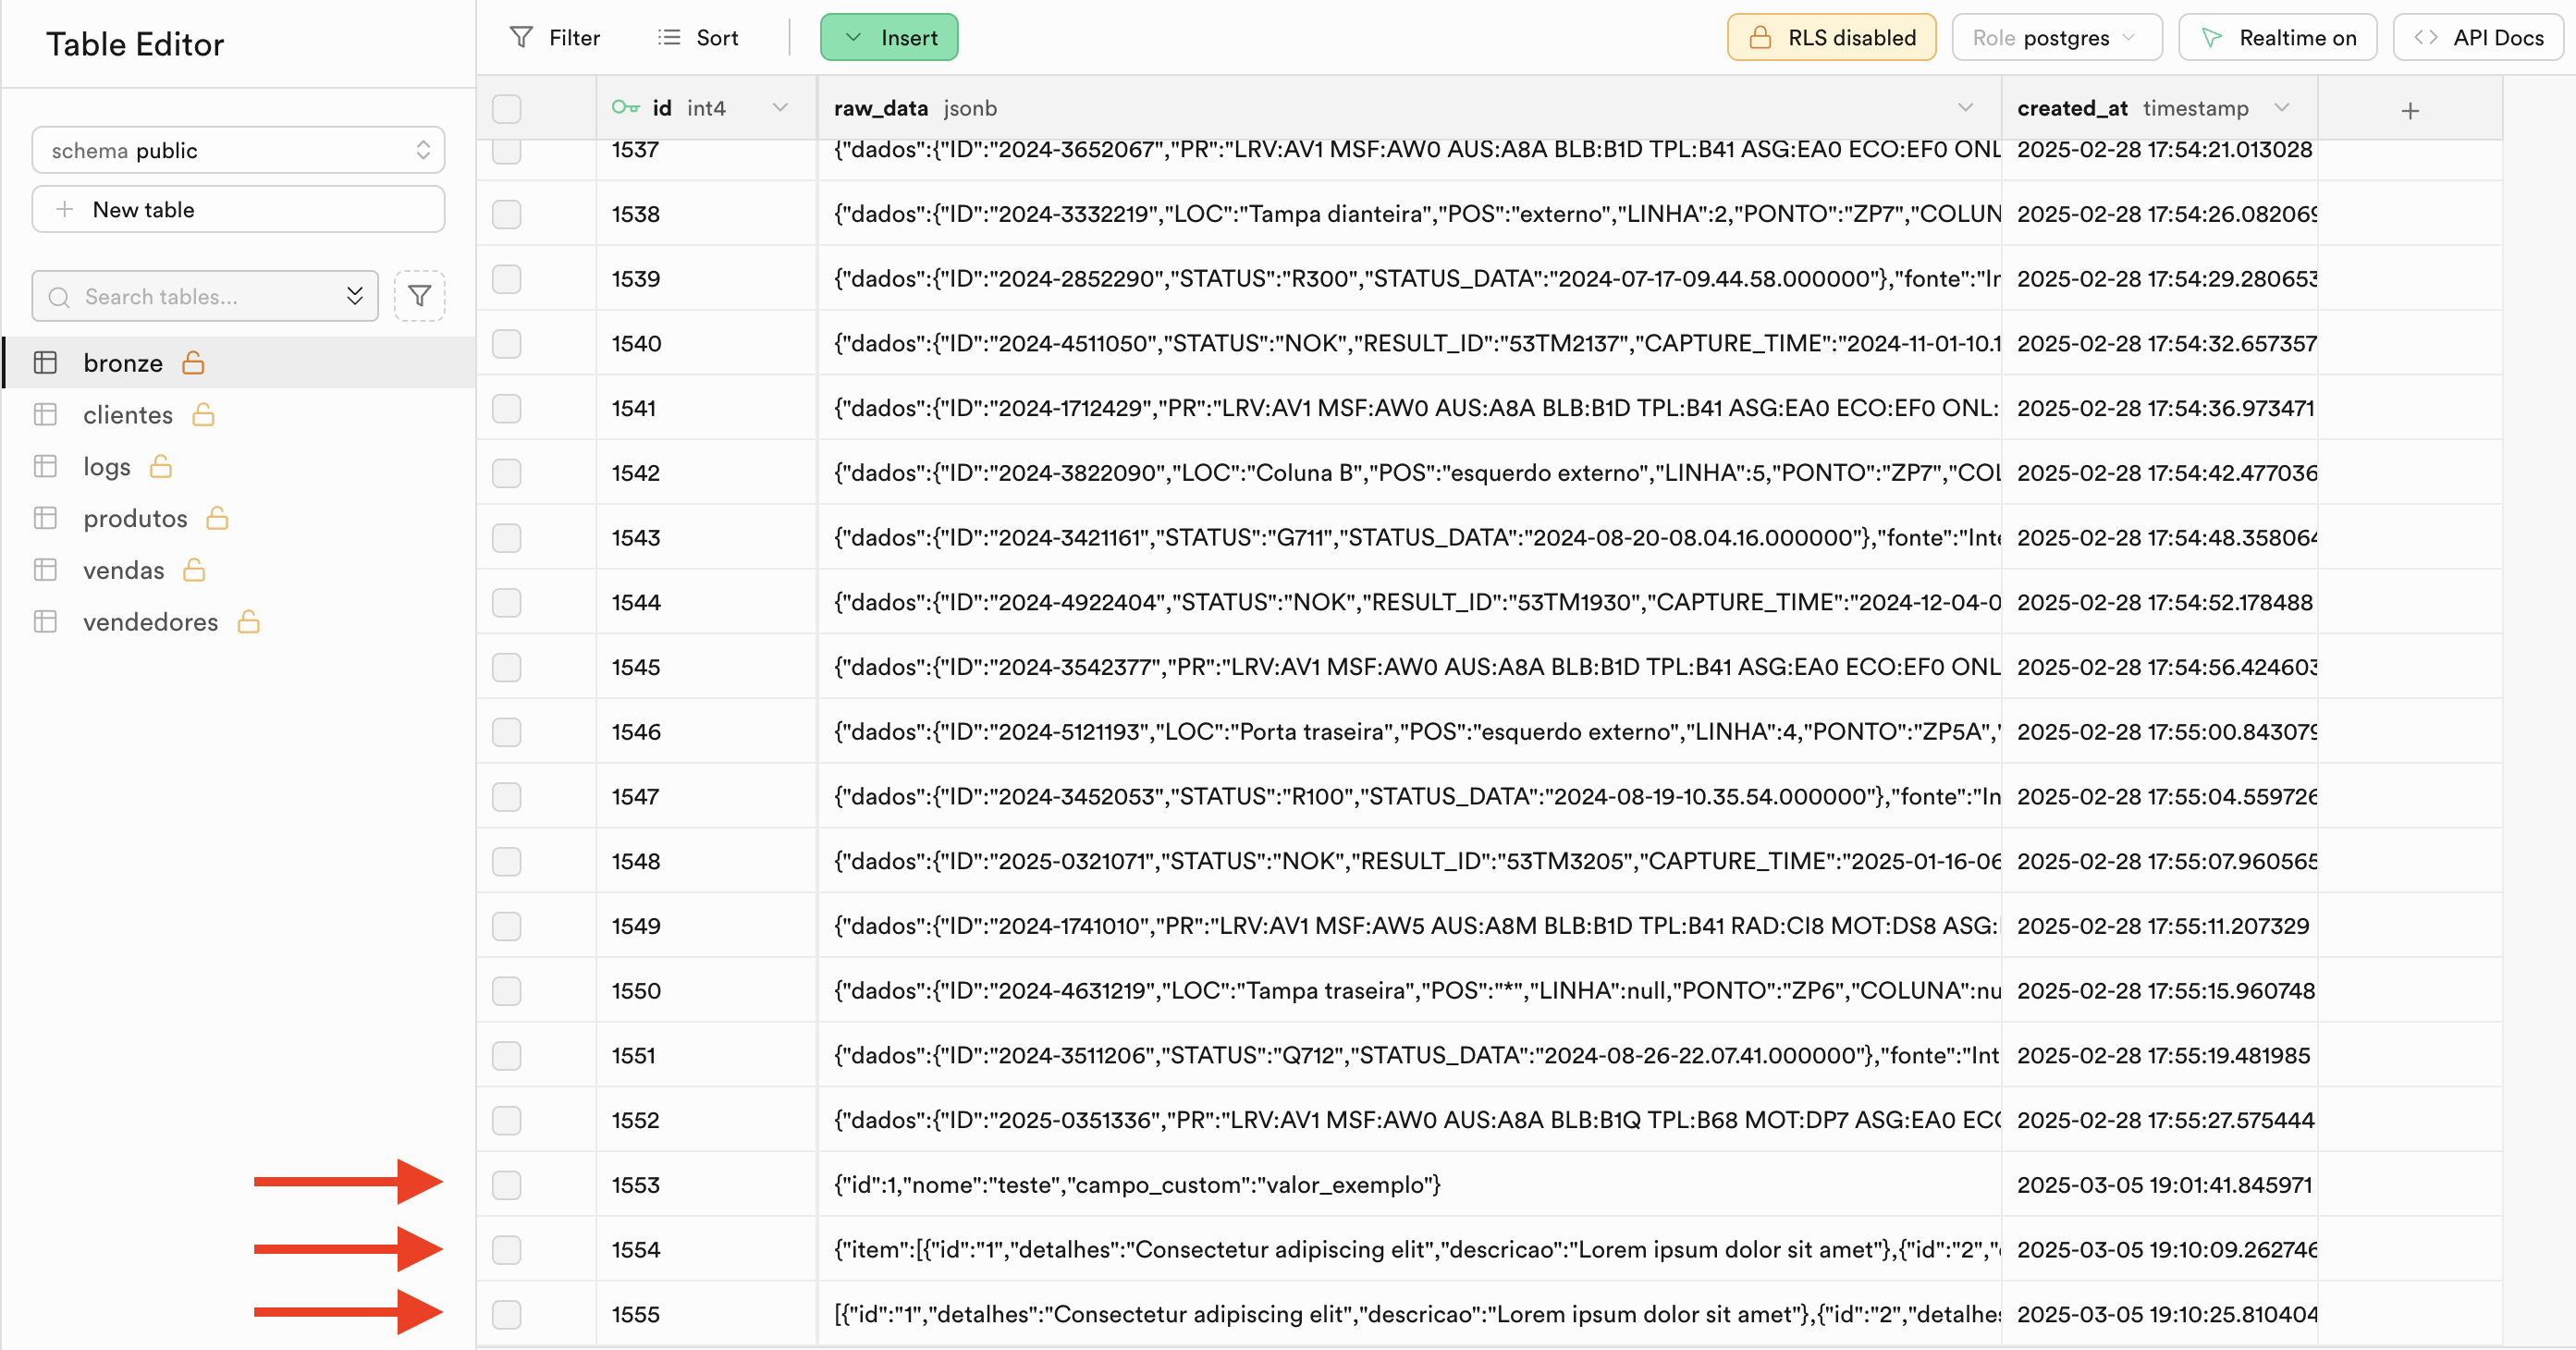 Table Editor
schema public
New table
Search tables...
bronze
clientes
logs
produtos
vendas
vendedores
Filter Sort Insert RLS disabled Role postgres Realtime on API Docs
id int4 raw_data jsonb created_at timestamp
1537 {"dados":{"ID":"2024-3652067","PR":"LRV:AV1 MSF:AW0 AUS:A8A BLB:B1D TPL:B41 ASG:EA0 ECO:EF0 ONL 2025-02-28 17:54:21.013028
1538 {"dados":{"ID":"2024-3332219","LOC":"Tampa dianteira","POS":"externo","LINHA":2,"PONTO":"ZP7","COLUN 2025-02-28 17:54:26.082069
1539 {"dados":{"ID":"2024-2852290","STATUS":"R300","STATUS_DATA":"2024-07-17-09.44.58.000000"},"fonte":"In 2025-02-28 17:54:29.280653
1540 {"dados":{"ID":"2024-4511050","STATUS":"NOK","RESULT_ID":"53TM2137","CAPTURE_TIME":"2024-11-01-10.1 2025-02-28 17:54:32.657357
1541 {"dados":{"ID":"2024-1712429","PR":"LRV:AV1 MSF:AW0 AUS:A8A BLB:B1D TPL:B41 ASG:EA0 ECO:EF0 ONL: 2025-02-28 17:54:36.973471
1542 {"dados":{"ID":"2024-3822090","LOC":"Coluna B","POS":"esquerdo externo","LINHA":5,"PONTO":"ZP7","COL 2025-02-28 17:54:42.477036
1543 {"dados":{"ID":"2024-3421161","STATUS":"G711","STATUS_DATA":"2024-08-20-08.04.16.000000"},"fonte":"Inte 2025-02-28 17:54:48.358064
1544 {"dados":{"ID":"2024-4922404","STATUS":"NOK","RESULT_ID":"53TM1930","CAPTURE_TIME":"2024-12-04-0 2025-02-28 17:54:52.178488
1545 {"dados":{"ID":"2024-3542377","PR":"LRV:AV1 MSF:AW0 AUS:A8A BLB:B1D TPL:B41 ASG:EA0 ECO:EF0 ONL 2025-02-28 17:54:56.424603
1546 {"dados":{"ID":"2024-5121193","LOC":"Porta traseira","POS":"esquerdo externo","LINHA":4,"PONTO":"ZP5A"," 2025-02-28 17:55:00.843079
1547 {"dados":{"ID":"2024-3452053","STATUS":"R100","STATUS_DATA":"2024-08-19-10.35.54.000000"},"fonte":"In 2025-02-28 17:55:04.559726
1548 {"dados":{"ID":"2025-0321071","STATUS":"NOK","RESULT_ID":"53TM3205","CAPTURE_TIME":"2025-01-16-06 2025-02-28 17:55:07.960565
1549 {"dados":{"ID":"2024-1741010","PR":"LRV:AV1 MSF:AW5 AUS:A8M BLB:B1D TPL:B41 RAD:CI8 MOT:DS8 ASG: 2025-02-28 17:55:11.207329
1550 {"dados":{"ID":"2024-4631219","LOC":"Tampa traseira","POS":"*","LINHA":null,"PONTO":"ZP6","COLUNA":nu 2025-02-28 17:55:15.960748
1551 {"dados":{"ID":"2024-3511206","STATUS":"Q712","STATUS_DATA":"2024-08-26-22.07.41.000000"},"fonte":"Int 2025-02-28 17:55:19.481985
1552 {"dados":{"ID":"2025-0351336","PR":"LRV:AV1 MSF:AW0 AUS:A8A BLB:B1Q TPL:B68 MOT:DP7 ASG:EA0 ECO 2025-02-28 17:55:27.575444
1553 {"id":1,"nome":"teste","campo_custom":"valor_exemplo"} 2025-03-05 19:01:41.845971
1554 {"item":[{"id":"1","detalhes":"Consectetur adipiscing elit","descricao":"Lorem ipsum dolor sit amet"},{"id":"2"," 2025-03-05 19:10:09.262746
1555 [{"id":"1","detalhes":"Consectetur adipiscing elit","descricao":"Lorem ipsum dolor sit amet"},{"id":"2","detalhes 2025-03-05 19:10:25.810404